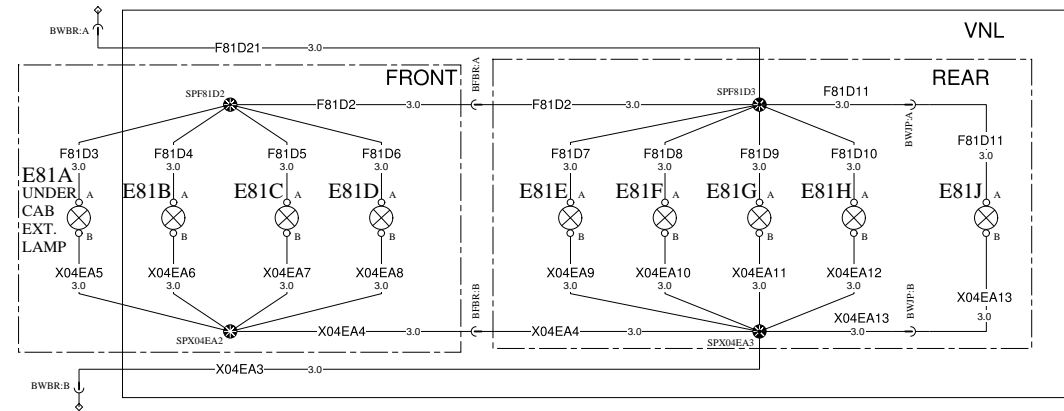 BWBR:A
F81D21 3.0
VNL
FRONT
REAR
BFBR:A
SPF81D2
F81D2 3.0
F81D2 3.0
SPF81D3
F81D11
3.0
BWJP:A
F81D3
3.0
F81D4
3.0
F81D5
3.0
F81D6
3.0
F81D7
3.0
F81D8
3.0
F81D9
3.0
F81D10
3.0
F81D11
3.0
E81A
UNDER
CAB
EXT.
LAMP
A
B
E81B
A
B
E81C
A
B
E81D
A
B
E81E
A
B
E81F
A
B
E81G
A
B
E81H
A
B
E81J
A
B
X04EA5
3.0
X04EA6
3.0
X04EA7
3.0
X04EA8
3.0
X04EA9
3.0
X04EA10
3.0
X04EA11
3.0
X04EA12
3.0
X04EA13
3.0
BFBR:B
BWJP:B
SPX04EA2
X04EA4 3.0
X04EA4 3.0
SPX04EA3
X04EA13
3.0
X04EA3 3.0
BWBR:B